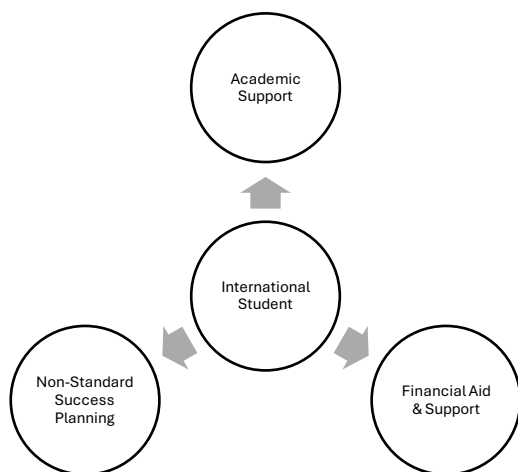 Academic
Support
International
Student
Non-Standard
Success
Planning
Financial Aid
& Support